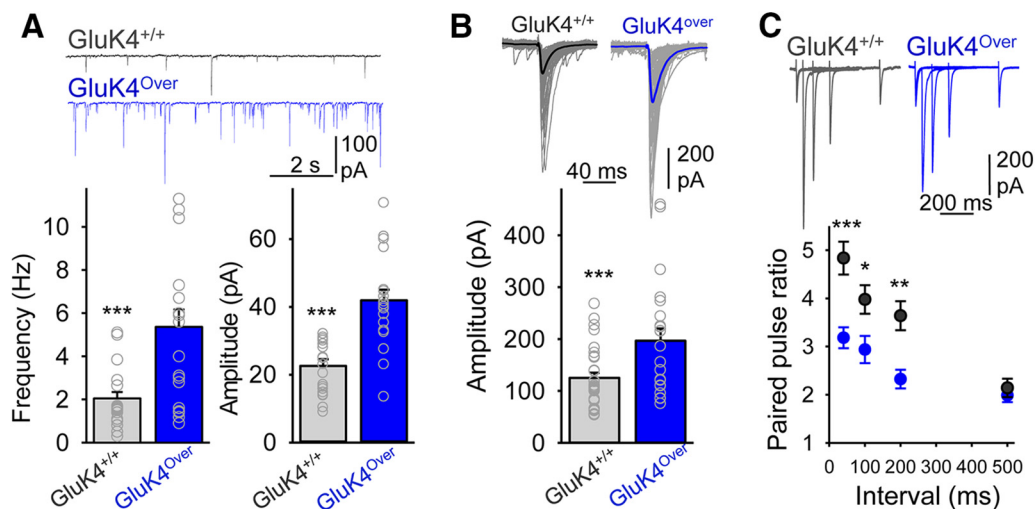 A
GluK4+/+
GluK4Over
100
pA
2 s
Frequency (Hz)
10
8
6
4
2
0
***
GluK4+/+
GluK4Over
Amplitude (pA)
60
40
20
0
***
GluK4+/+
GluK4Over
B
GluK4+/+
GluK4over
200
pA
40 ms
Amplitude (pA)
400
300
200
100
0
***
GluK4+/+
GluK4Over
C
GluK4+/+
GluK4Over
200
pA
200 ms
Paired pulse ratio
5
4
3
2
1
***
*
**
0 100 200 300 400 500
Interval (ms)